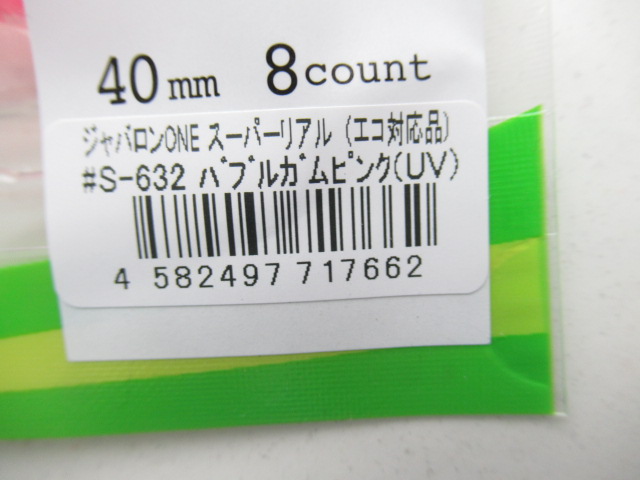 40mm 8count
ジャバロンONE スーパーリアル (エコ対応品)
#S-632 バブルガムピンク(UV)
4 582497 717662